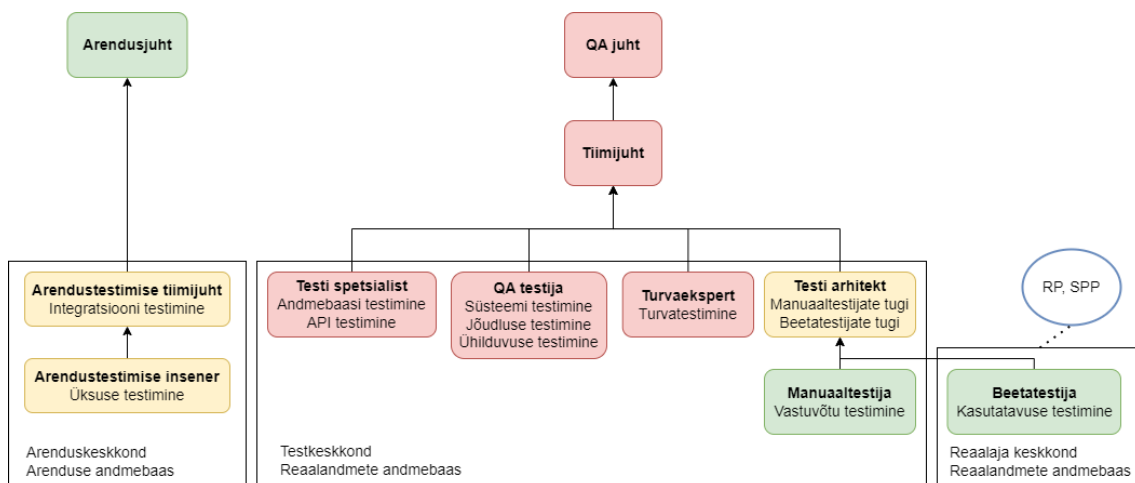 Arendusjuht
QA juht
Tiimijuht
Arendustestimise tiimijuht
Integratsiooni testimine
Arendustestimise insener
Üksuse testimine
Arenduskeskkond
Arenduse andmebaas
Testi spetsialist
Andmebaasi testimine
API testimine
QA testija
Süsteemi testimine
Jõudluse testimine
Ühilduvuse testimine
Turvaekspert
Turvatestimine
Testi arhitekt
Manuaaltestijate tugi
Beetatestijate tugi
Manuaaltestija
Vastuvõtu testimine
Testkeskkond
Reaalandmete andmebaas
RP, SPP
Beetatestija
Kasutatavuse testimine
Reaalaja keskkond
Reaalandmete andmebaas